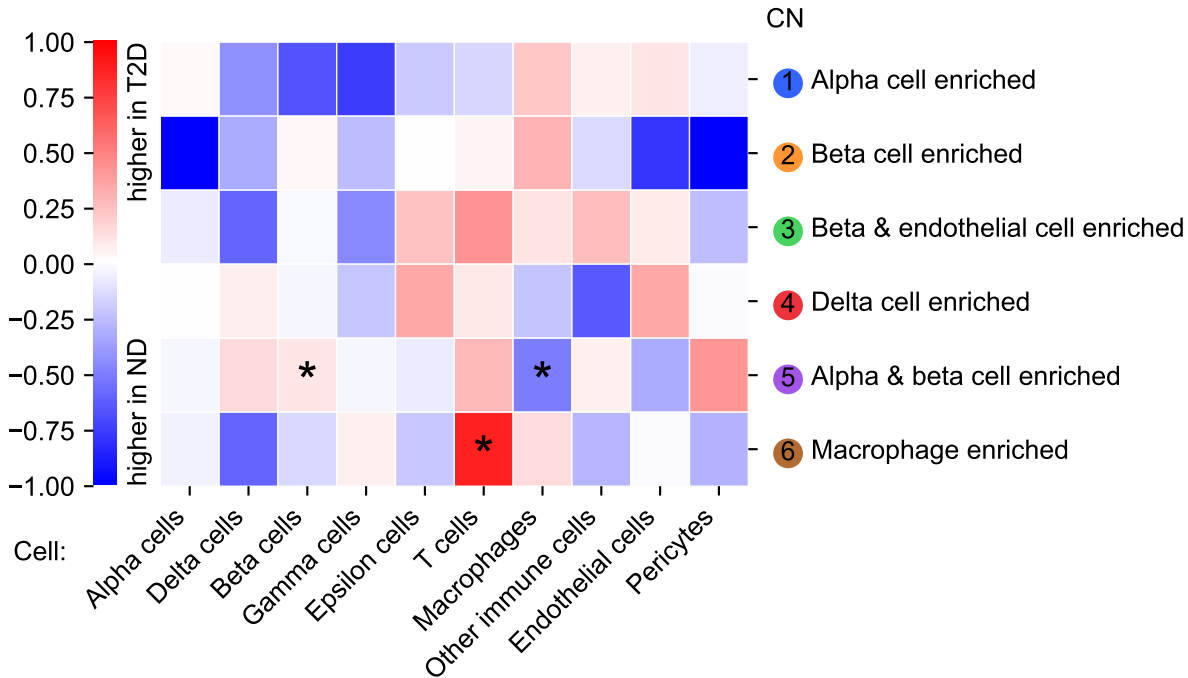 CN
1.00
0.75
0.50
0.25
0.00
−0.25
−0.50
−0.75
−1.00
higher in T2D
higher in ND
1 Alpha cell enriched
2 Beta cell enriched
3 Beta & endothelial cell enriched
4 Delta cell enriched
5 Alpha & beta cell enriched
6 Macrophage enriched
*
*
*
Cell:
Alpha cells
Delta cells
Beta cells
Gamma cells
Epsilon cells
T cells
Macrophages
Other immune cells
Endothelial cells
Pericytes